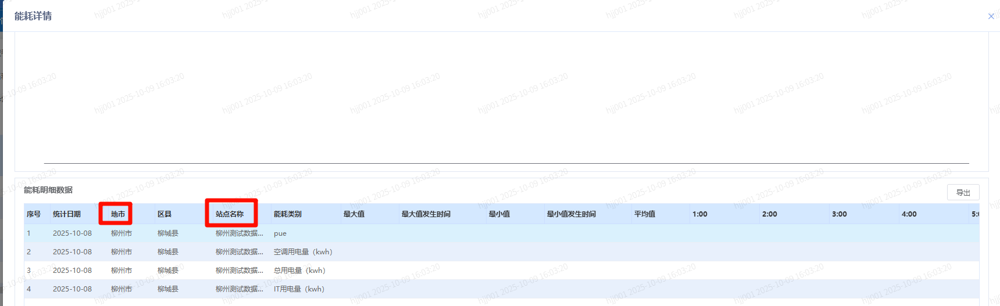 能耗详情
能耗明细数据
导出
序号 统计日期 地市 区县 站点名称 能耗类别 最大值 最大值发生时间 最小值 最小值发生时间 平均值 1:00 2:00 3:00 4:00
1 2025-10-08 柳州市 柳城县 柳州测试数据... pue
2 2025-10-08 柳州市 柳城县 柳州测试数据... 空调用电量（kwh）
3 2025-10-08 柳州市 柳城县 柳州测试数据... 总用电量（kwh）
4 2025-10-08 柳州市 柳城县 柳州测试数据... IT用电量（kwh）
hjj001 2025-10-09 16:03:20